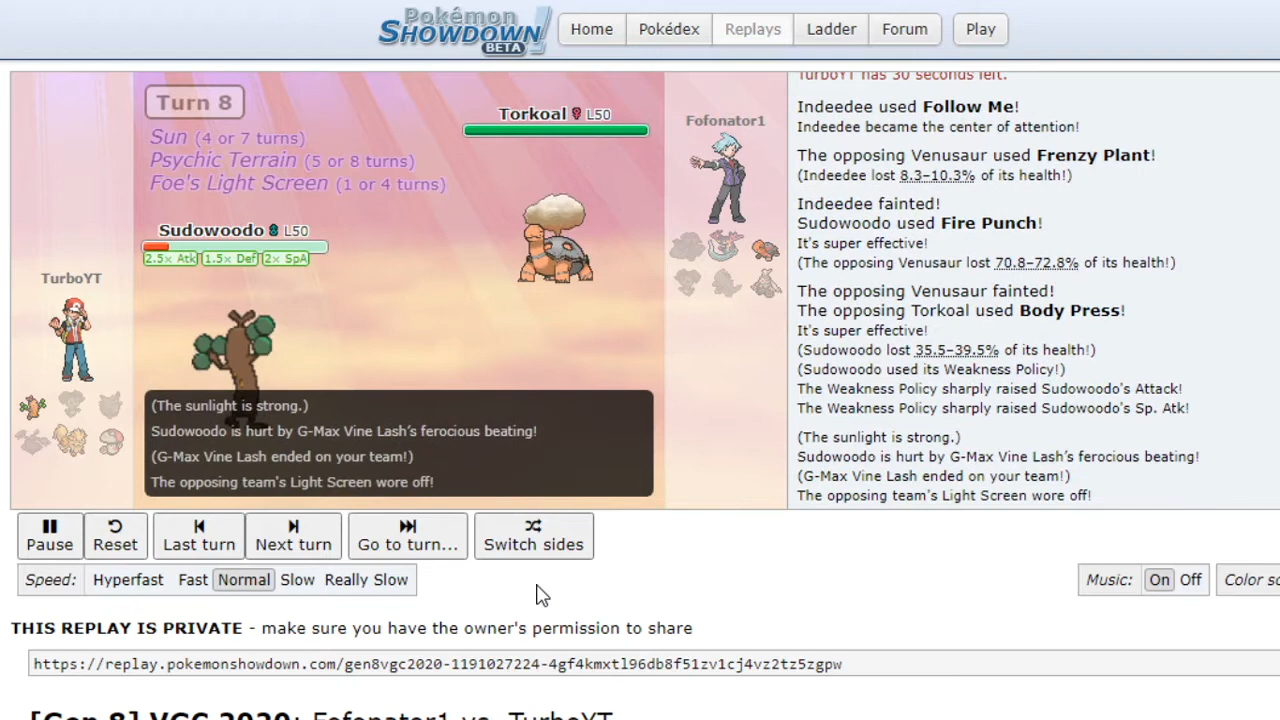 Pokémon
SHOWDOWN!
BETA
Home
Pokédex
Replays
Ladder
Forum
Play
Turn 8
Sun (4 or 7 turns)
Psychic Terrain (5 or 8 turns)
Foe's Light Screen (1 or 4 turns)
Torkoal L50
Sudowoodo L50
2.5× Atk 1.5× Def 2× SpA
TurboYT
Fofonator1
(The sunlight is strong.)
Sudowoodo is hurt by G-Max Vine Lash's ferocious beating!
(G-Max Vine Lash ended on your team!)
The opposing team's Light Screen wore off!
TurboYT has 30 seconds left.
Indeedee used Follow Me!
Indeedee became the center of attention!
The opposing Venusaur used Frenzy Plant!
(Indeedee lost 8.3–10.3% of its health!)
Indeedee fainted!
Sudowoodo used Fire Punch!
It's super effective!
(The opposing Venusaur lost 70.8–72.8% of its health!)
The opposing Venusaur fainted!
The opposing Torkoal used Body Press!
It's super effective!
(Sudowoodo lost 35.5–39.5% of its health!)
(Sudowoodo used its Weakness Policy!)
The Weakness Policy sharply raised Sudowoodo's Attack!
The Weakness Policy sharply raised Sudowoodo's Sp. Atk!
(The sunlight is strong.)
Sudowoodo is hurt by G-Max Vine Lash's ferocious beating!
(G-Max Vine Lash ended on your team!)
The opposing team's Light Screen wore off!
Pause
Reset
Last turn
Next turn
Go to turn...
Switch sides
Speed: Hyperfast Fast Normal Slow Really Slow
Music: On Off
Color sc
THIS REPLAY IS PRIVATE - make sure you have the owner's permission to share
https://replay.pokemonshowdown.com/gen8vgc2020-1191027224-4gf4kmxtl96db8f51zv1cj4vz2tz5zgpw
[Gen 8] VGC 2020: Fofonator1 vs. TurboYT